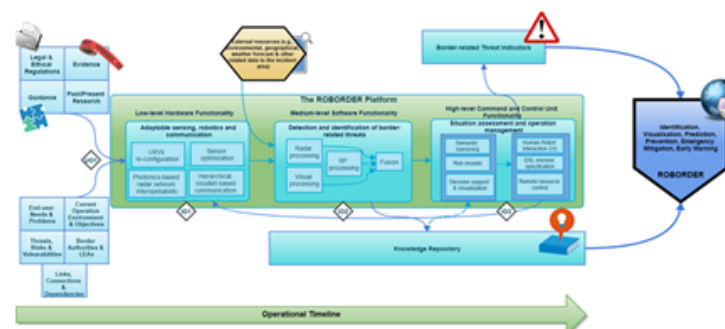 Legal &
Ethical
Regulations
Evidence
Guidance
Past/Present
Research
External resources (e.g.,
environmental, geographical,
weather forecast & other
related data to the incident
area)
Border-related Threat Indicators
The ROBORDER Platform
Low-level Hardware Functionality
Medium-level Software Functionality
High-level Command and Control Unit
Functionality
Adaptable sensing, robotics and
communication
Detection and identification of border-
related threats
Situation assessment and operation
management
UxVs
re-configuration
Sensor
optimization
Photonics-based
radar network
interoperability
Hierarchical,
cloudlet-based
communication
Radar
processing
Visual
processing
RF
processing
Fusion
Semantic
reasoning
Risk models
Decision support
& visualization
Human-Robot
interaction
DSL mission
specification
Remote resource
control
Identification,
Visualisation, Prediction,
Prevention, Emergency,
Mitigation, Early Warning
ROBORDER
End-user
Needs &
Problems
Current
Operation
Environment
& Objectives
Threats,
Risks &
Vulnerabilities
Border
Authorities &
LEAs
Links,
Connections &
Dependencies
Knowledge Repository
Operational Timeline